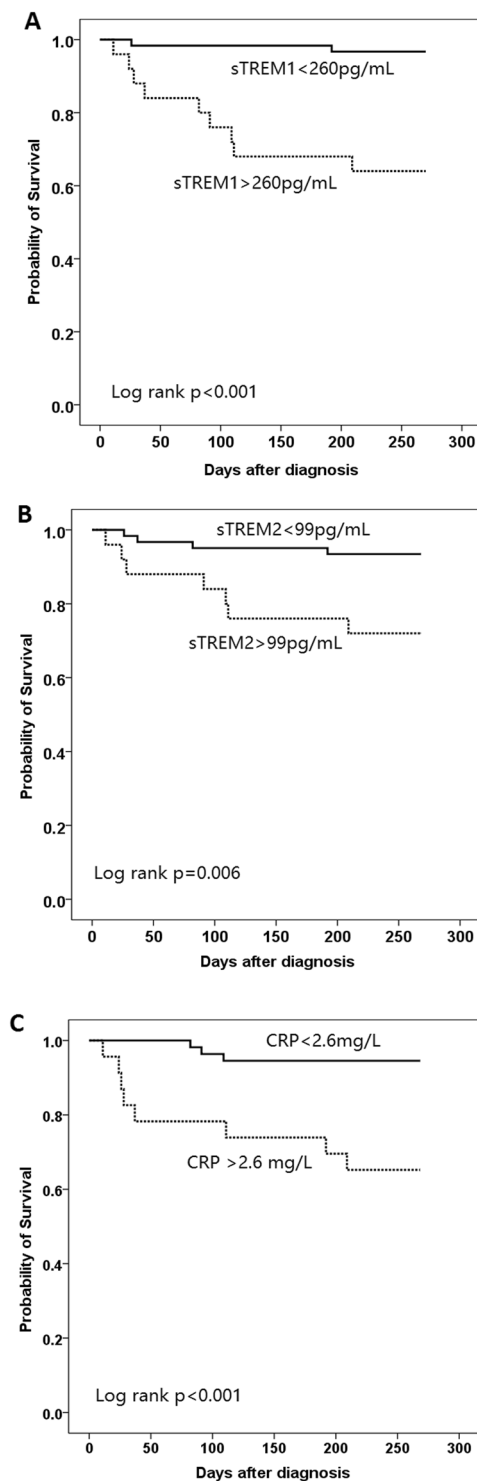 A
1.0
sTREM1<260pg/mL
0.8
sTREM1>260pg/mL
0.6
0.4
0.2
Log rank p<0.001
0.0
Probability of Survival
0 50 100 150 200 250 300
Days after diagnosis
B
1.0
sTREM2<99pg/mL
0.8
sTREM2>99pg/mL
0.6
0.4
0.2
Log rank p=0.006
0.0
Probability of Survival
0 50 100 150 200 250 300
Days after diagnosis
C
1.0
CRP<2.6mg/L
0.8
CRP >2.6 mg/L
0.6
0.4
0.2
Log rank p<0.001
0.0
Probability of Survival
0 50 100 150 200 250 300
Days after diagnosis